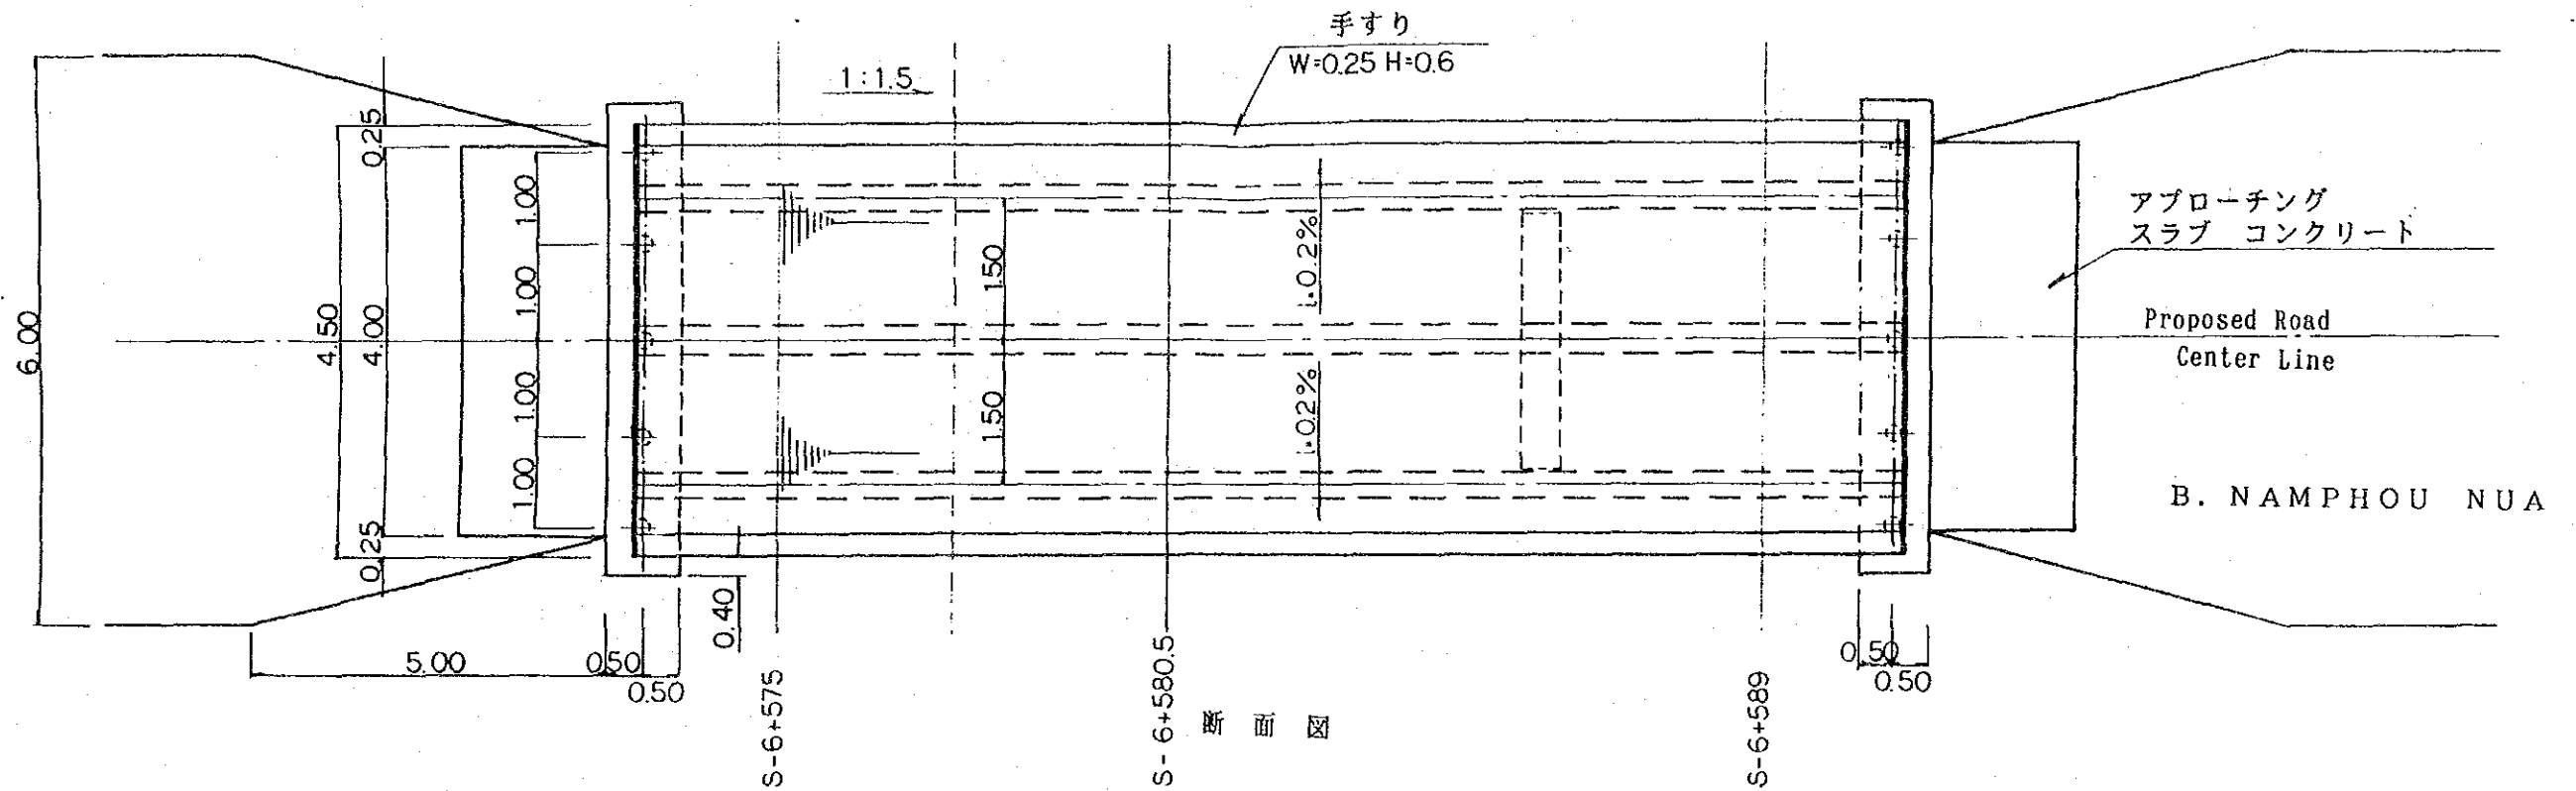 手すり
W=0.25 H=0.6
1:1.5
6.00
4.50
4.00
0.25
0.25
1.00
1.00
1.00
1.00
1.50
1.50
i=0.2%
i=0.2%
アプローチング
スラブ コンクリート
Proposed Road
Center Line
B. NAMPHOU NUA
5.00
0.50
0.50
0.40
0.50
0.50
S-6+575
S-6+580.5
S-6+589
断面図